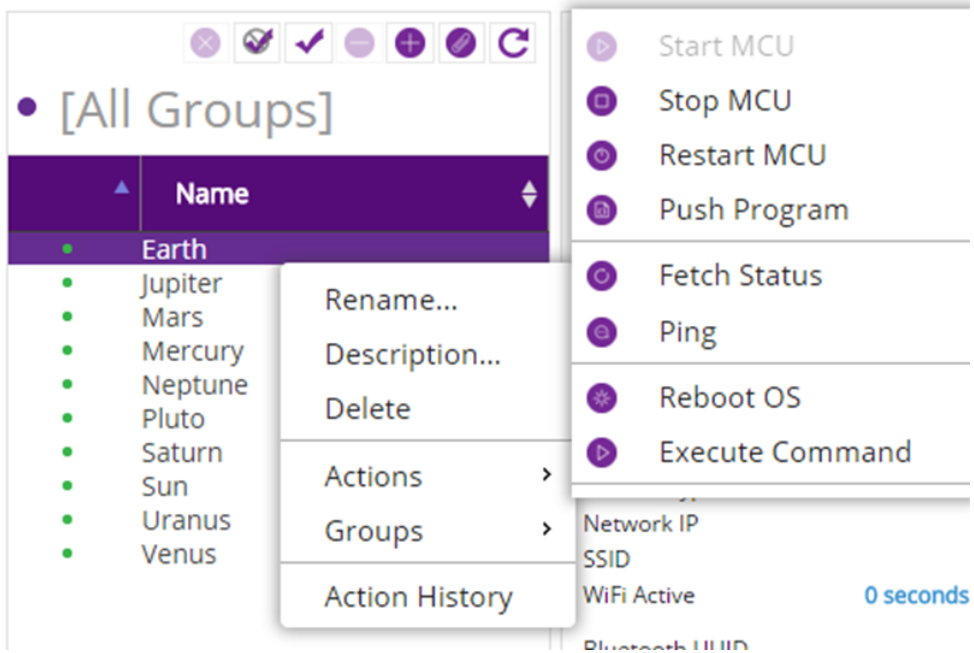 [All Groups]
Name
Earth
Jupiter
Mars
Mercury
Neptune
Pluto
Saturn
Sun
Uranus
Venus
Rename...
Description...
Delete
Actions
Groups
Action History
Start MCU
Stop MCU
Restart MCU
Push Program
Fetch Status
Ping
Reboot OS
Execute Command
Network IP
SSID
WiFi Active 0 seconds
Bluetooth UUID